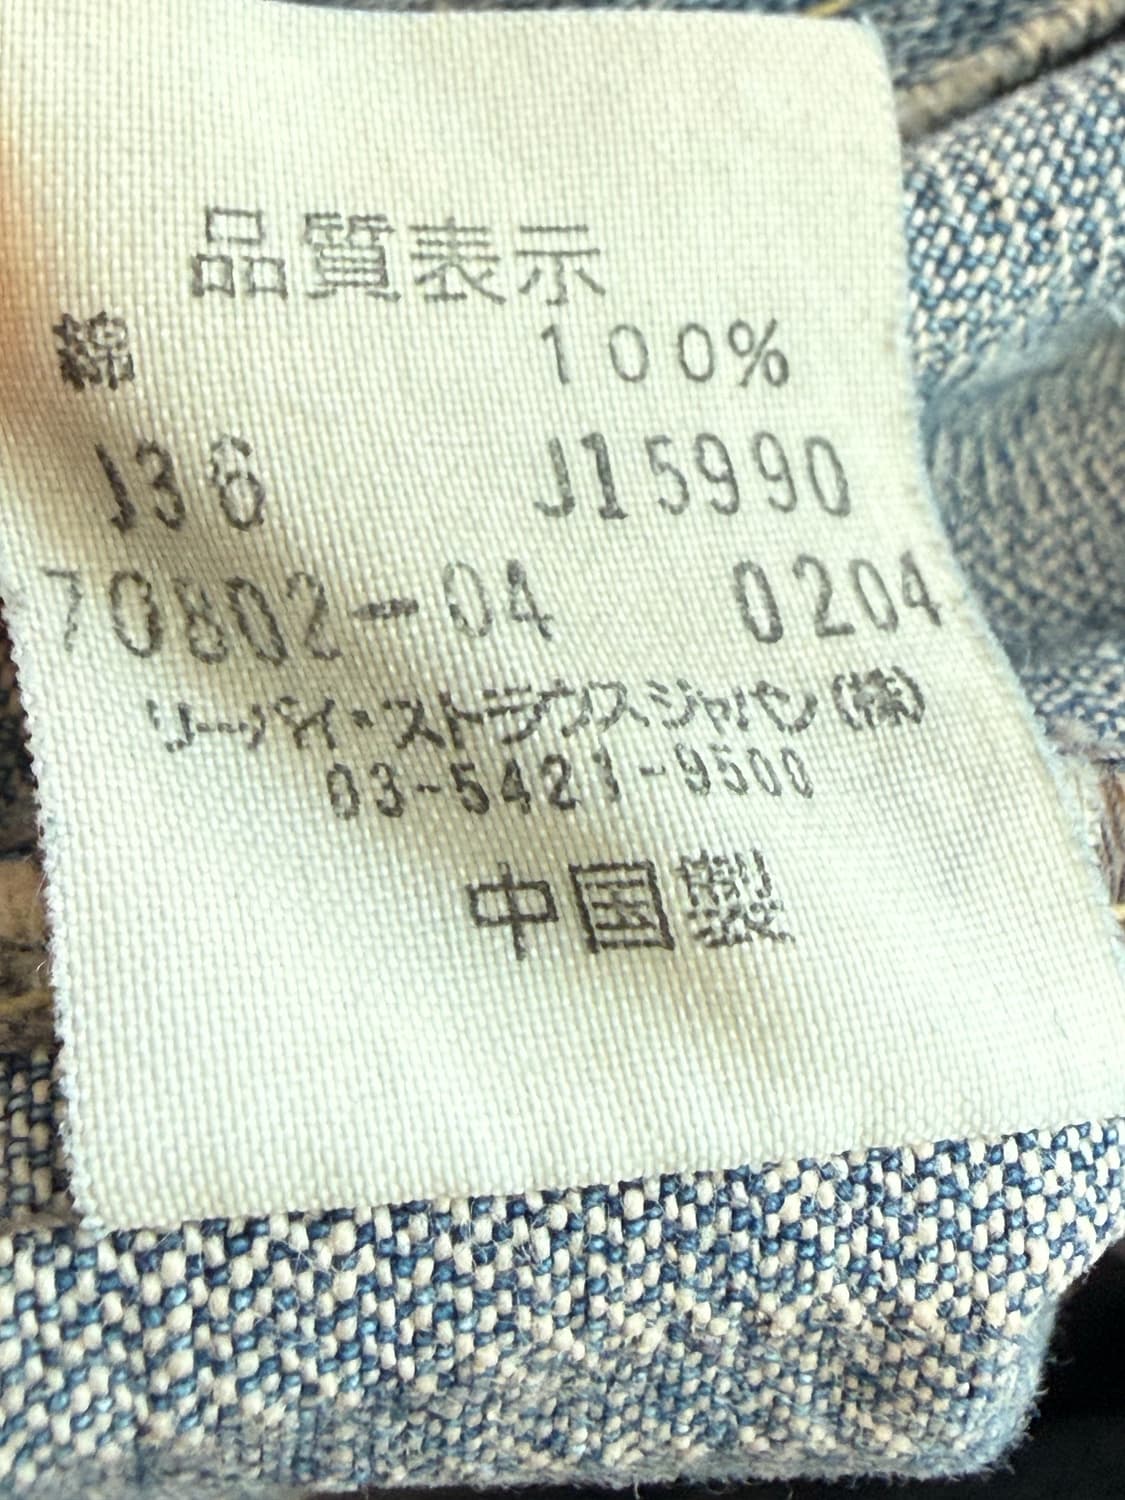 品質表示
綿 100%
J36 J15990
70802-04 0204
リーバイ・ストラウスジャパン(株)
03-5421-9500
中国製